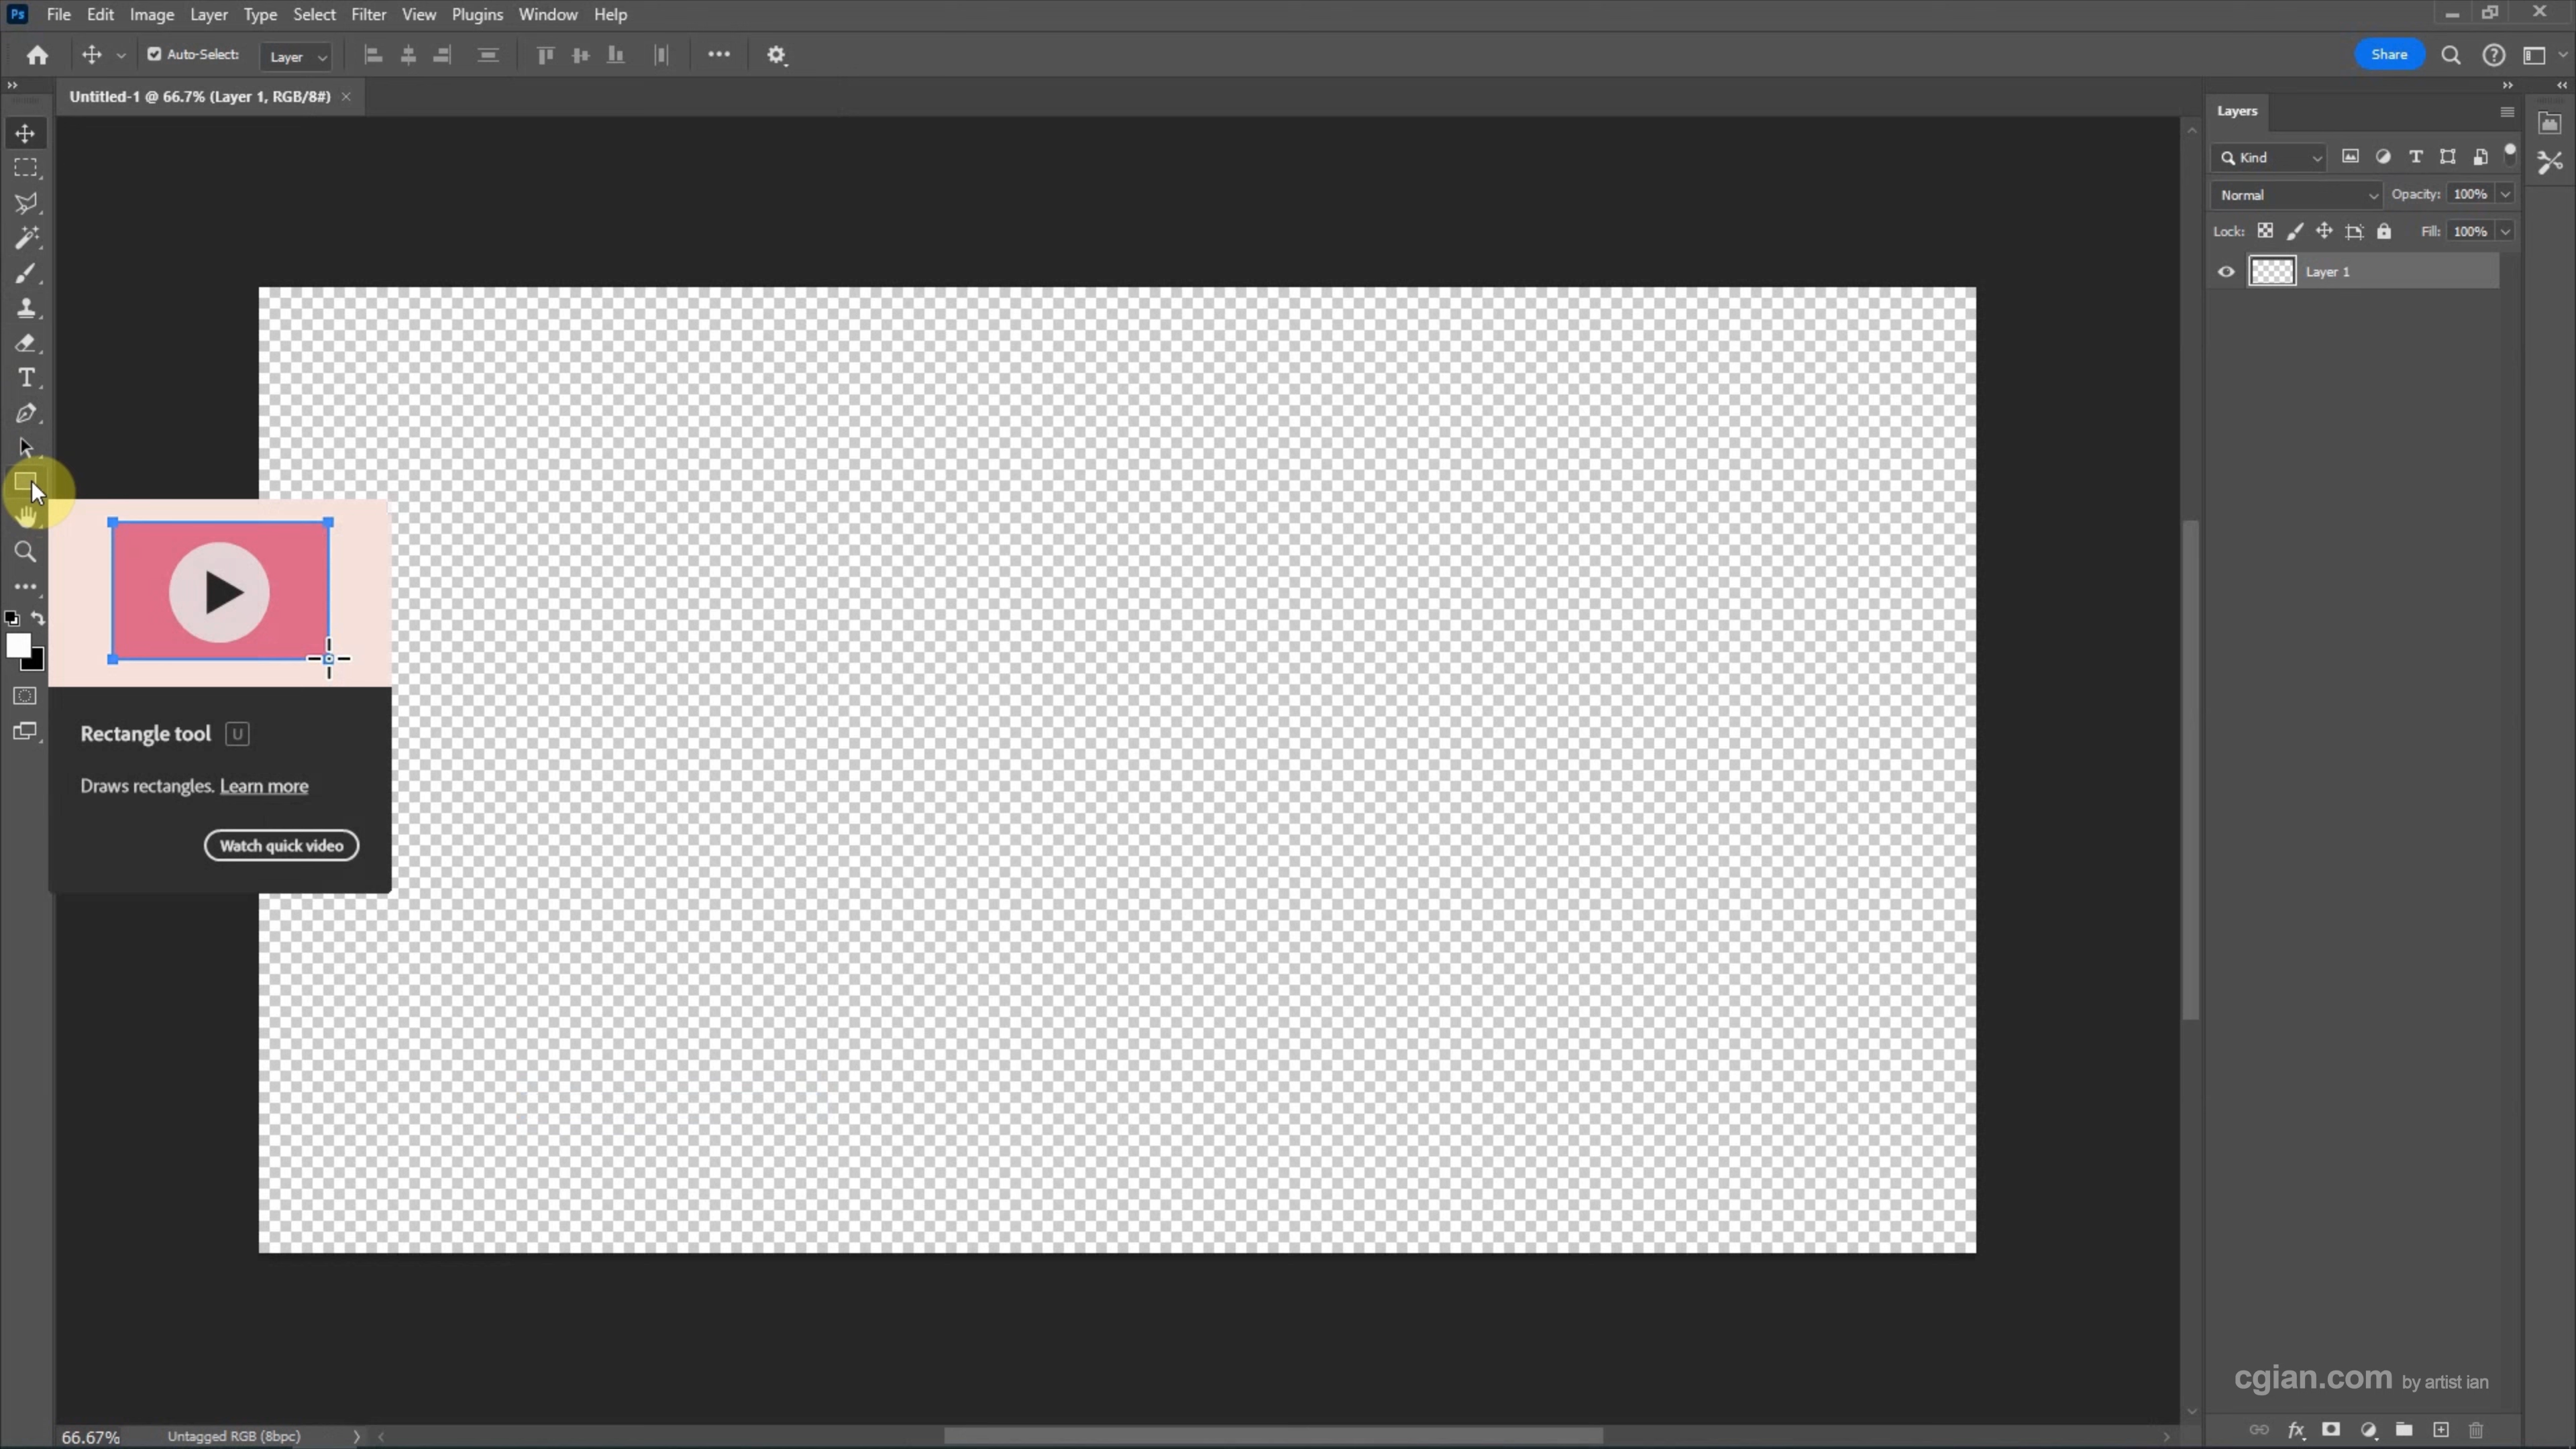 Ps File Edit Image Layer Type Select Filter View Plugins Window Help
Auto-Select: Layer Share
Untitled-1 @ 66.7% (Layer 1, RGB/8#)
Layers
Kind
Normal Opacity: 100%
Lock: Fill: 100%
Layer 1
Rectangle tool U
Draws rectangles. Learn more
Watch quick video
cgian.com by artist ian
66.67% Untagged RGB (8bpc)